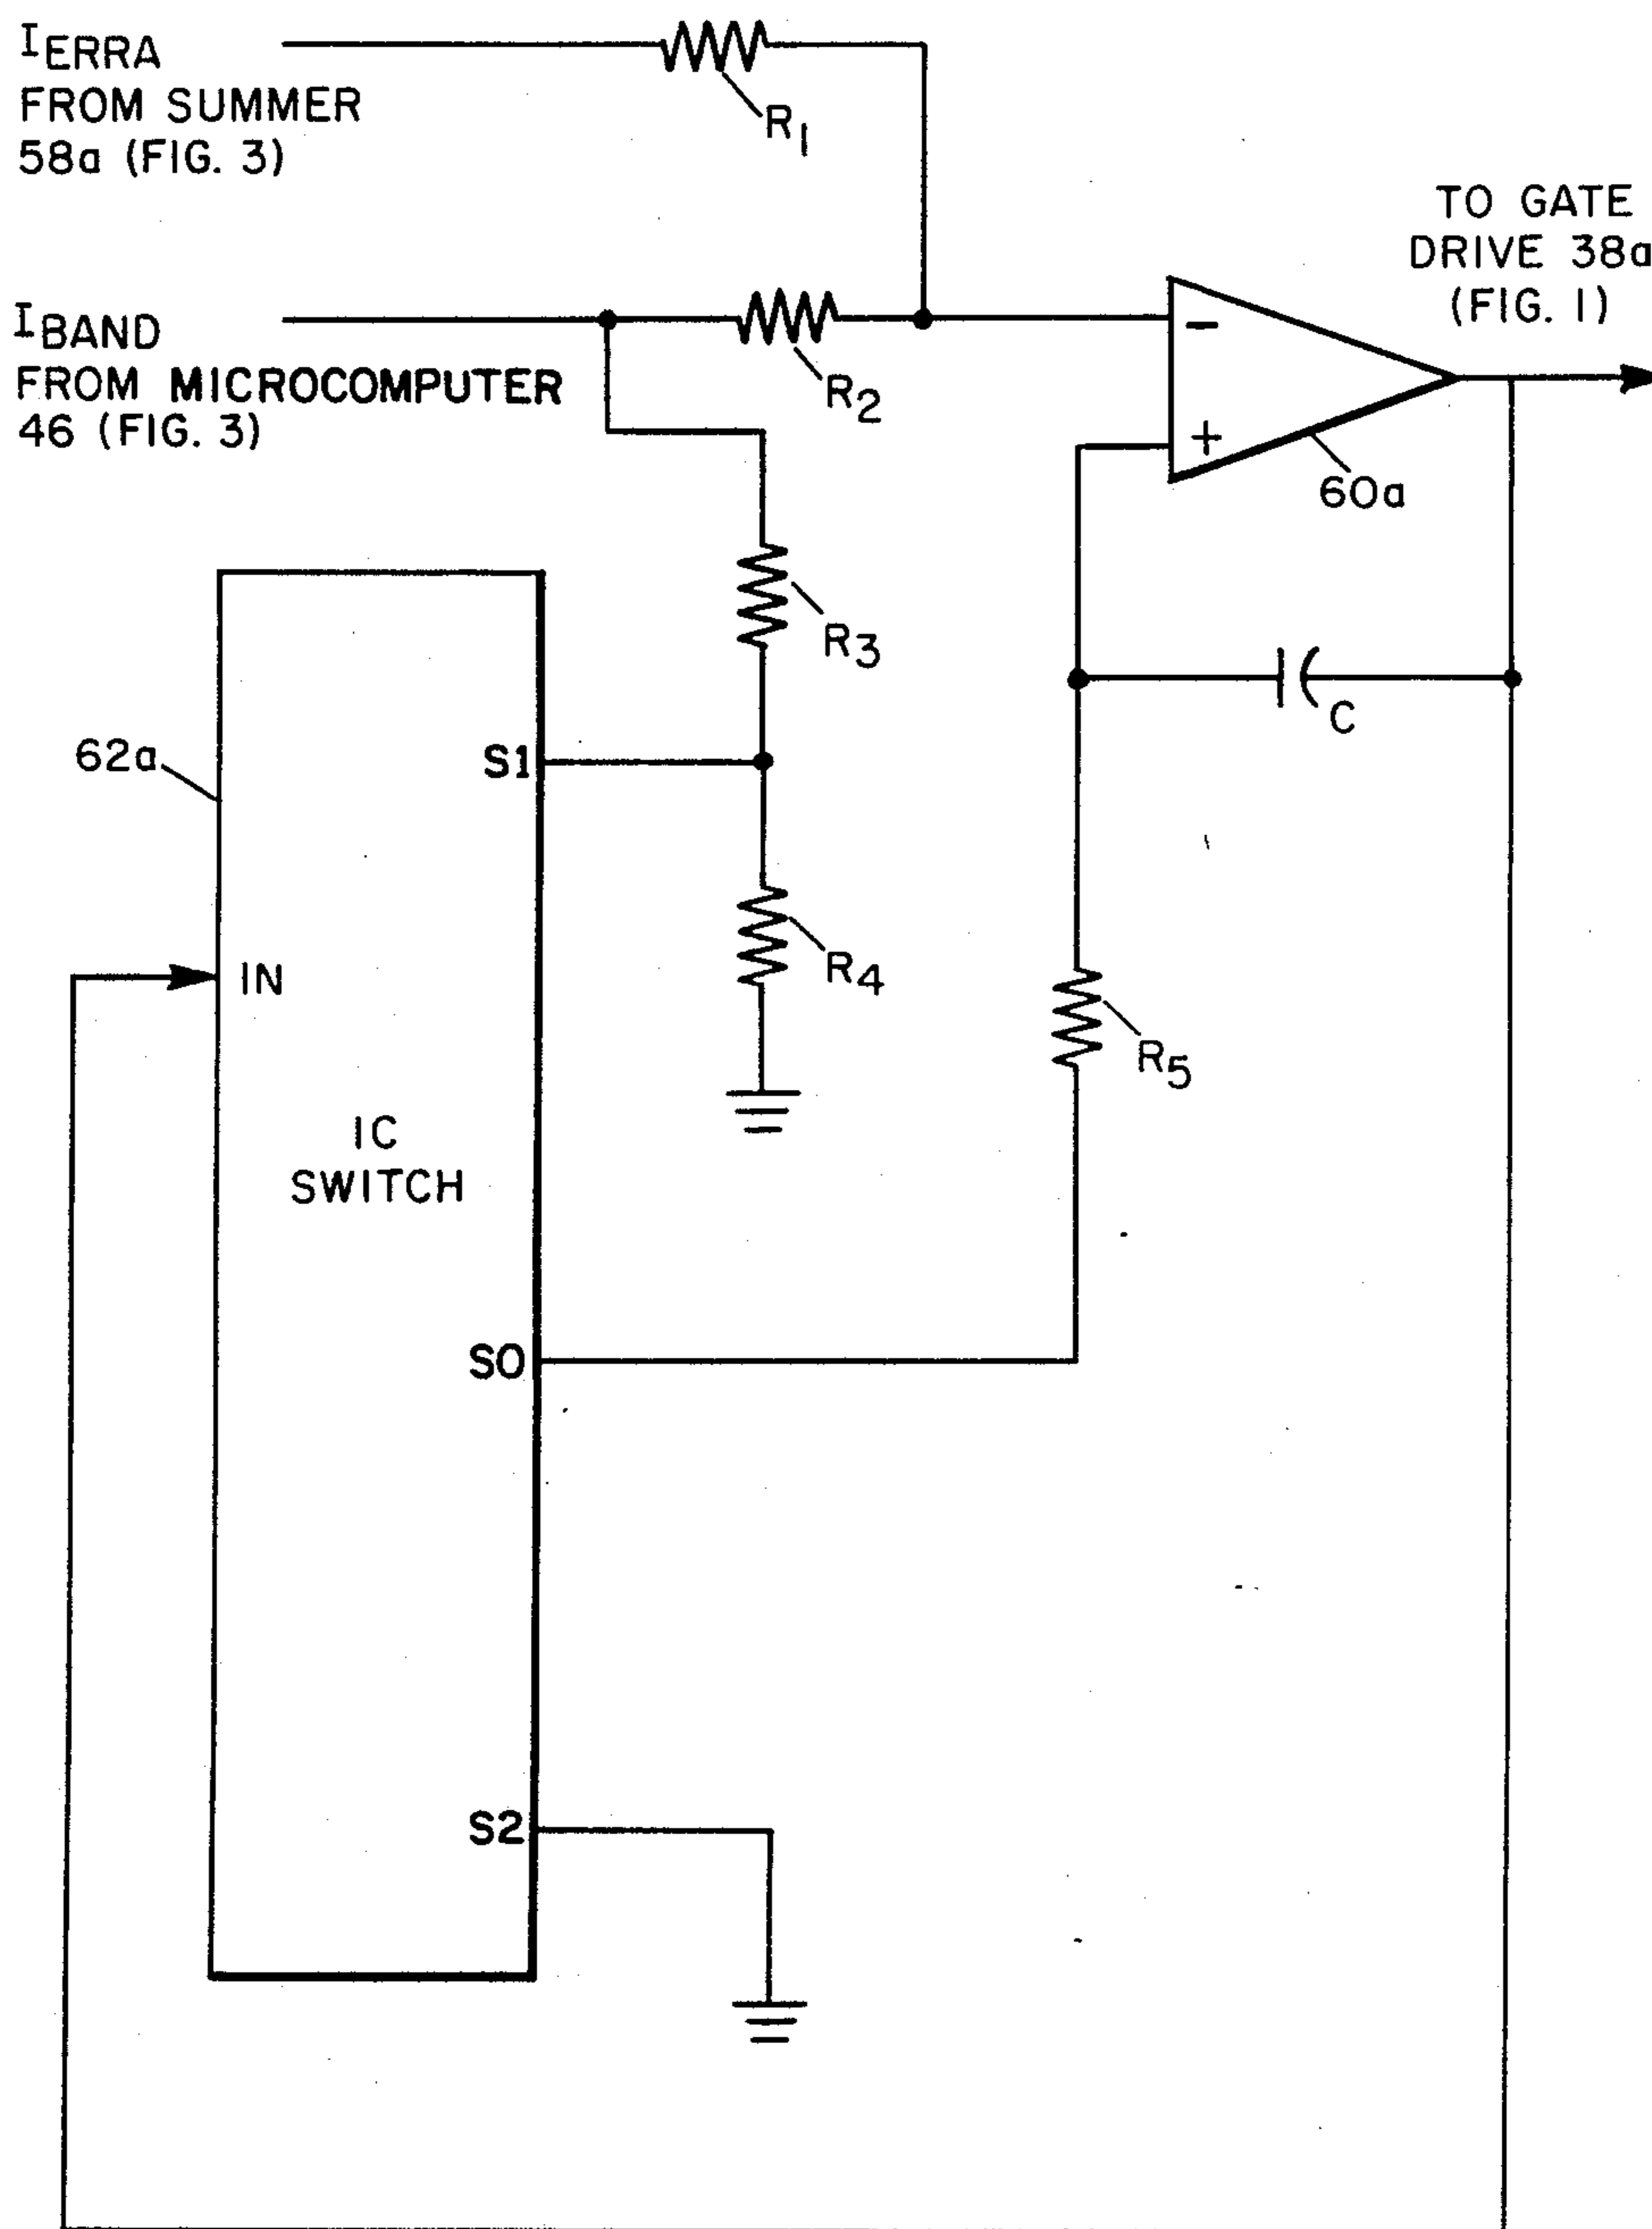 IERRA
FROM SUMMER
58a (FIG. 3)
R1
TO GATE
DRIVE 38a
(FIG. 1)
IBAND
FROM MICROCOMPUTER
46 (FIG. 3)
R2
-
+
60a
R3
C
62a
S1
R4
IN
R5
IC
SWITCH
S0
S2